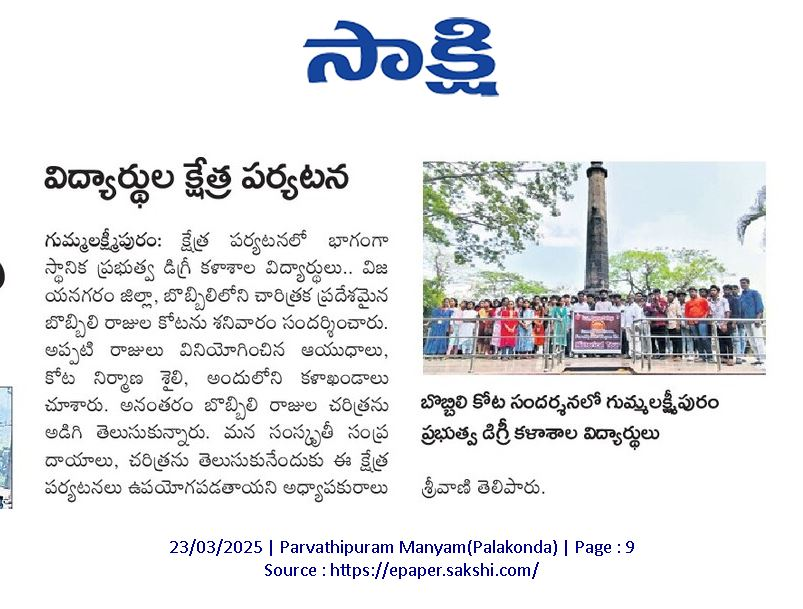 సాక్షి
విద్యార్థుల క్షేత్ర పర్యటన
గుమ్మలక్ష్మీపురం: క్షేత్ర పర్యటనలో భాగంగా
స్థానిక ప్రభుత్వ డిగ్రీ కళాశాల విద్యార్థులు.. విజ
యనగరం జిల్లా, బొబ్బిలిలోని చారిత్రక ప్రదేశమైన
బొబ్బిలి రాజుల కోటను శనివారం సందర్శించారు.
అప్పటి రాజులు వినియోగించిన ఆయుధాలు,
కోట నిర్మాణ శైలి, అందులోని కళాఖండాలు
చూశారు. అనంతరం బొబ్బిలి రాజుల చరిత్రను
అడిగి తెలుసుకున్నారు. మన సంస్కృతీ సంప్ర
దాయాలు, చరిత్రను తెలుసుకునేందుకు ఈ క్షేత్ర
పర్యటనలు ఉపయోగపడతాయని అధ్యాపకురాలు
బొబ్బిలి కోట సందర్శనలో గుమ్మలక్ష్మీపురం
ప్రభుత్వ డిగ్రీ కళాశాల విద్యార్థులు
శ్రీవాణి తెలిపారు.
23/03/2025 | Parvathipuram Manyam(Palakonda) | Page : 9
Source : https://epaper.sakshi.com/